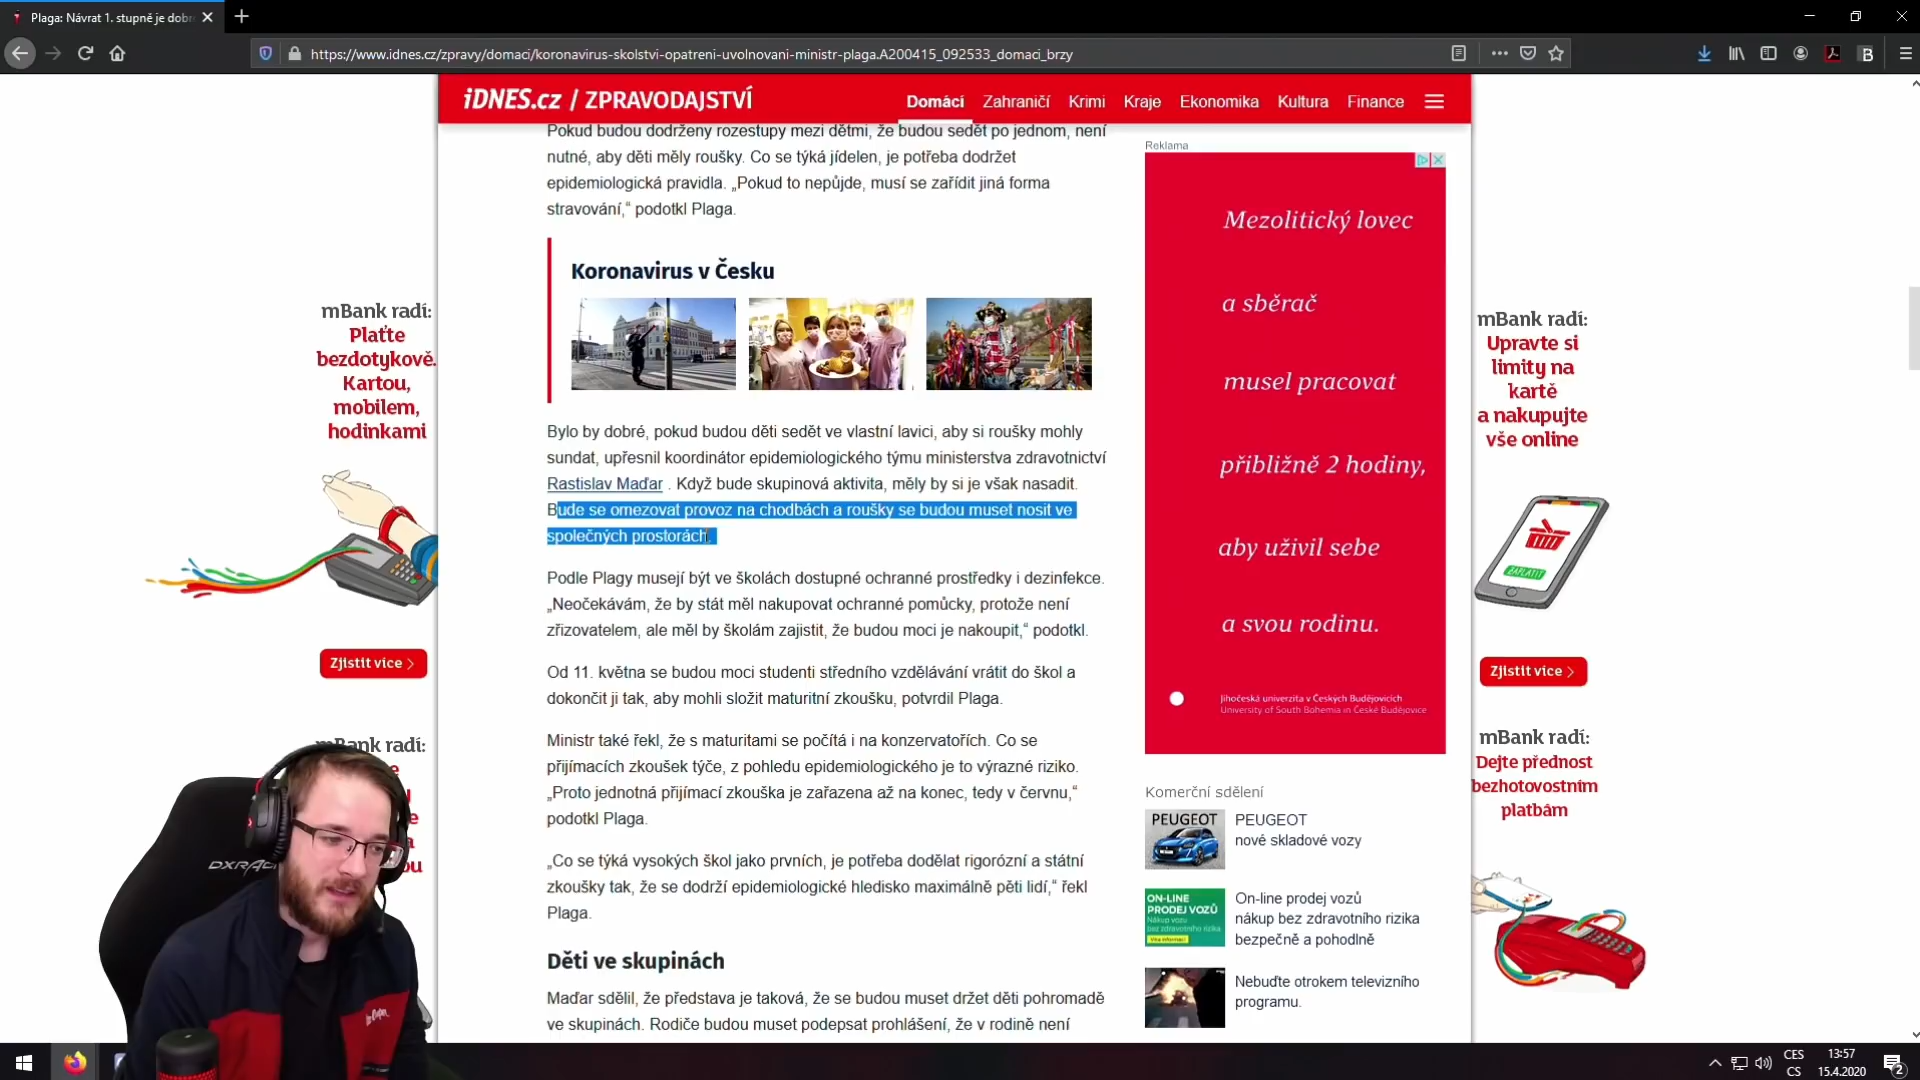 Plaga: Návrat 1. stupně je dobr
https://www.idnes.cz/zpravy/domaci/koronavirus-skolstvi-opatreni-uvolnovani-ministr-plaga.A200415_092533_domaci_brzy
iDNES.cz / ZPRAVODAJSTVÍ
Domácí
Zahraničí
Krimi
Kraje
Ekonomika
Kultura
Finance
Pokud budou dodrženy rozestupy mezi dětmi, že budou sedět po jednom, není
nutné, aby děti měly roušky. Co se týká jídelen, je potřeba dodržet
epidemiologická pravidla. „Pokud to nepůjde, musí se zařídit jiná forma
stravování,“ podotkl Plaga.
Koronavirus v Česku
Bylo by dobré, pokud budou děti sedět ve vlastní lavici, aby si roušky mohly
sundat, upřesnil koordinátor epidemiologického týmu ministerstva zdravotnictví
Rastislav Maďar . Když bude skupinová aktivita, měly by si je však nasadit.
Bude se omezovat provoz na chodbách a roušky se budou muset nosit ve
společných prostorách.
Podle Plagy musejí být ve školách dostupné ochranné prostředky i dezinfekce.
„Neočekávám, že by stát měl nakupovat ochranné pomůcky, protože není
zřizovatelem, ale měl by školám zajistit, že budou moci je nakoupit,“ podotkl.
Od 11. května se budou moci studenti středního vzdělávání vrátit do škol a
dokončit ji tak, aby mohli složit maturitní zkoušku, potvrdil Plaga.
Ministr také řekl, že s maturitami se počítá i na konzervatořích. Co se
přijímacích zkoušek týče, z pohledu epidemiologického je to výrazné riziko.
„Proto jednotná přijímací zkouška je zařazena až na konec, tedy v červnu,“
podotkl Plaga.
„Co se týká vysokých škol jako prvních, je potřeba dodělat rigorózní a státní
zkoušky tak, že se dodrží epidemiologické hledisko maximálně pěti lidí,“ řekl
Plaga.
Děti ve skupinách
Maďar sdělil, že představa je taková, že se budou muset držet děti pohromadě
ve skupinách. Rodiče budou muset podepsat prohlášení, že v rodině není
Reklama
Mezolitický lovec
a sběrač
musel pracovat
přibližně 2 hodiny,
aby uživil sebe
a svou rodinu.
Jihočeská univerzita v Českých Budějovicích
University of South Bohemia in České Budějovice
Komerční sdělení
PEUGEOT
PEUGEOT
nové skladové vozy
ON-LINE
PRODEJ VOZŮ
Nákup vozu
bez zdravotního rizika
Více informací
On-line prodej vozů
nákup bez zdravotního rizika
bezpečně a pohodlně
Nebuďte otrokem televizního
programu.
mBank radí:
Plaťte
bezdotykově.
Kartou,
mobilem,
hodinkami
Zjistit více
mBank radí:
mBank radí:
Upravte si
limity na
kartě
a nakupujte
vše online
ZAPLATIT
Zjistit více
mBank radí:
Dejte přednost
bezhotovostním
platbám
DXRAC
Lee Cooper
CES
CS
13:57
15.4.2020
2